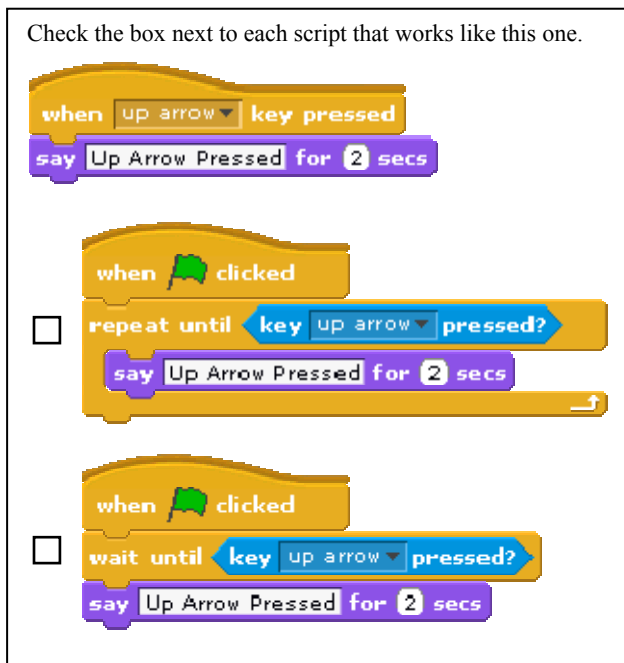 Check the box next to each script that works like this one.
when up arrow key pressed
say Up Arrow Pressed for 2 secs
when clicked
repeat until key up arrow pressed?
say Up Arrow Pressed for 2 secs
when clicked
wait until key up arrow pressed?
say Up Arrow Pressed for 2 secs